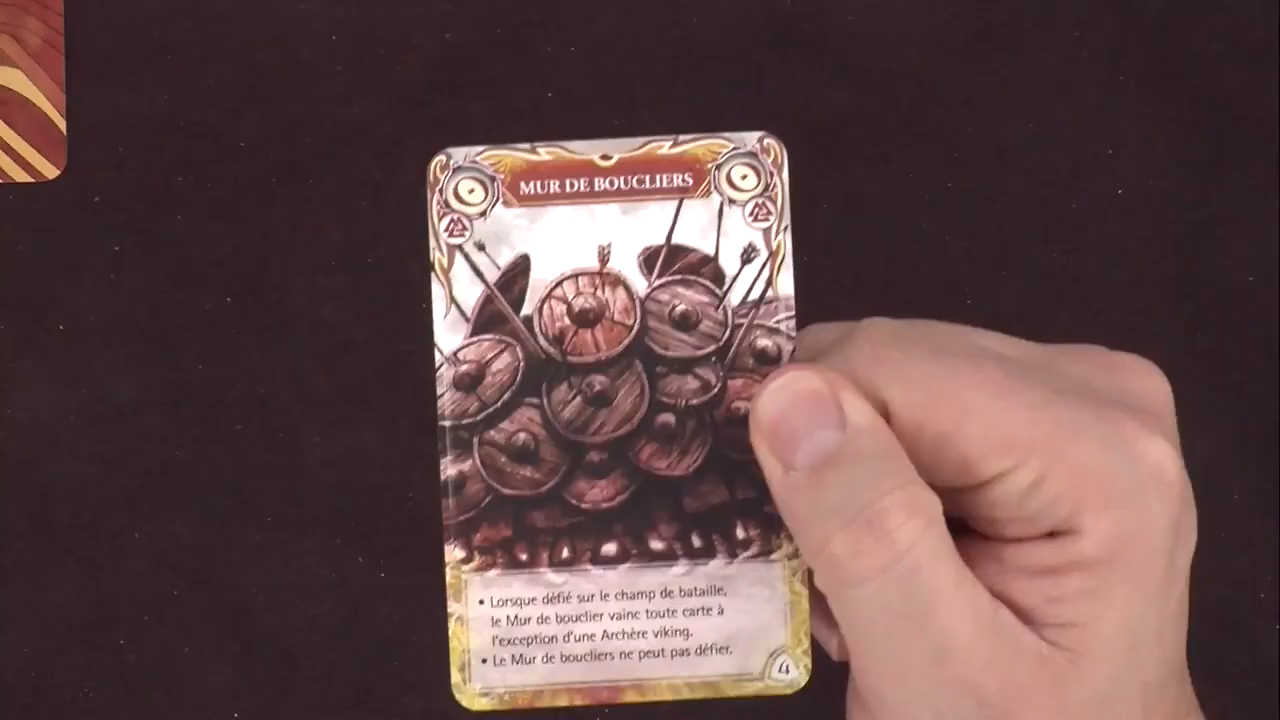 MUR DE BOUCLIERS
• Lorsque défié sur le champ de bataille,
le Mur de bouclier vainc toute carte à
l'exception d'une Archère viking.
• Le Mur de boucliers ne peut pas défier.
4